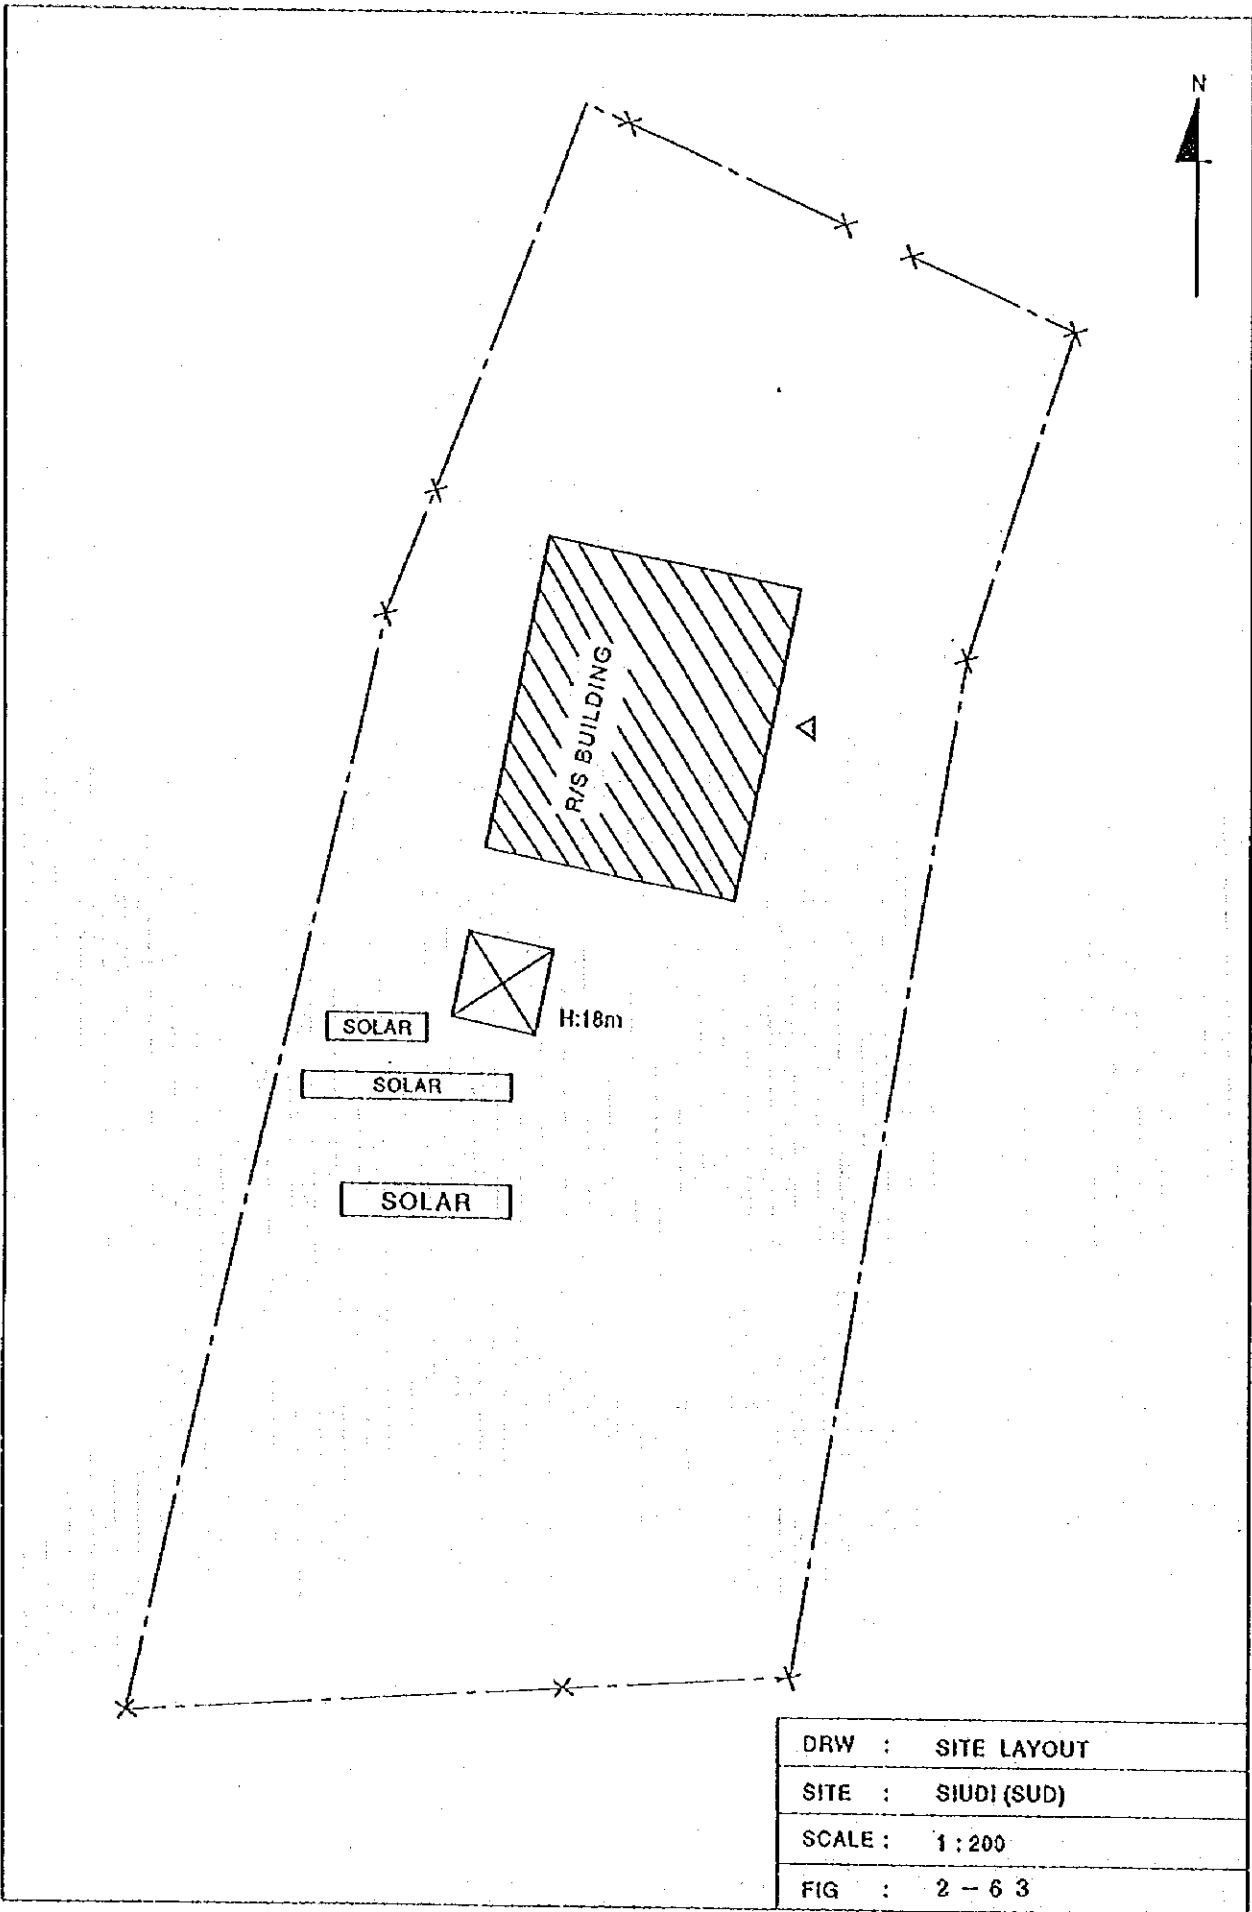 N
R/S BUILDING
H:18m
SOLAR
SOLAR
SOLAR
DRW : SITE LAYOUT
SITE : SIUDI (SUD)
SCALE : 1 : 200
FIG : 2 - 6 3